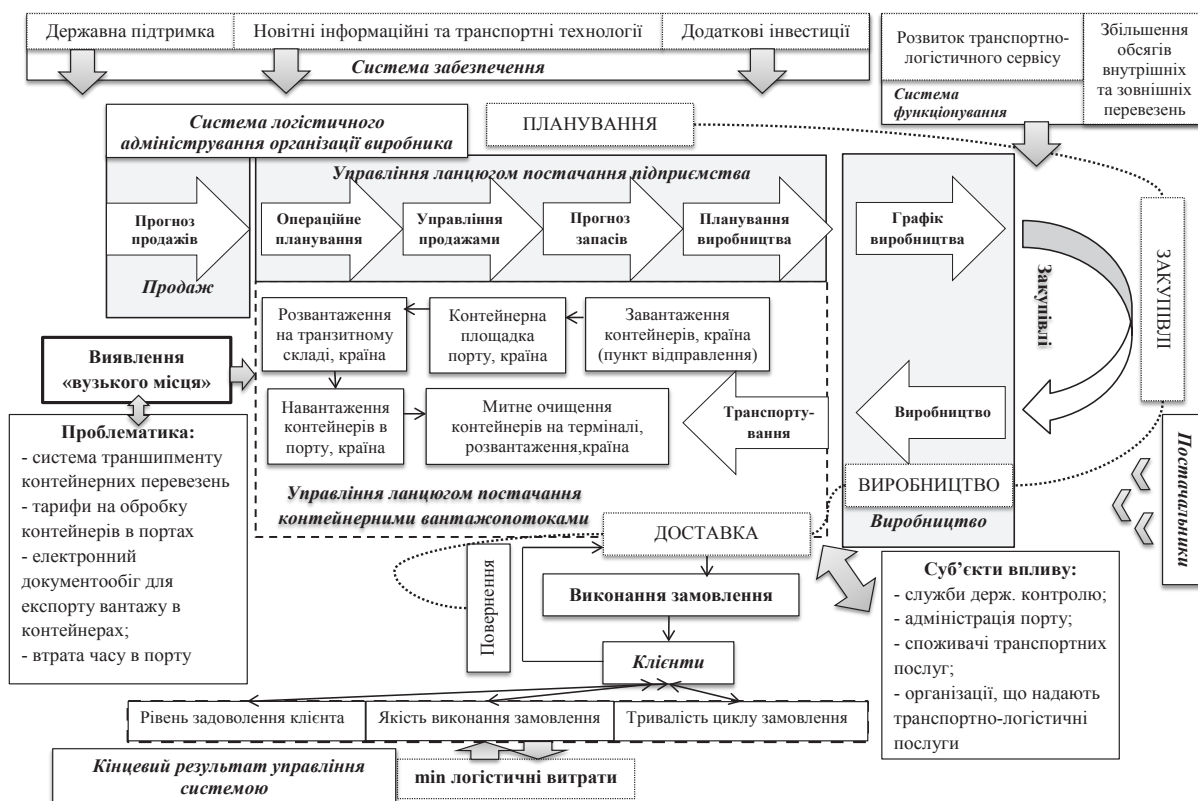 Державна підтримка
Новітні інформаційні та транспортні технології
Додаткові інвестиції
Система забезпечення
Розвиток транспортно-
логістичного сервісу
Система
функціонування
Збільшення
обсягів
внутрішніх
та зовнішніх
перевезень
Система логістичного
адміністрування організації виробника
ПЛАНУВАННЯ
Управління ланцюгом постачання підприємства
Прогноз
продажів
Продаж
Операційне
планування
Управління
продажами
Прогноз
запасів
Планування
виробництва
Графік
виробництва
Закупівлі
ЗАКУПІВЛІ
Розвантаження
на транзитному
складі, країна
Контейнерна
площадка
порту, країна
Завантаження
контейнерів, країна
(пункт відправлення)
Виявлення
«вузького місця»
Навантаження
контейнерів в
порту, країна
Митне очищення
контейнерів на терміналі,
розвантаження,країна
Транспорту-
вання
Виробництво
Проблематика:
- система траншипменту
контейнерних перевезень
- тарифи на обробку
контейнерів в портах
- електронний
документообіг для
експорту вантажу в
контейнерах;
- втрата часу в порту
Управління ланцюгом постачання
контейнерними вантажопотоками
ВИРОБНИЦТВО
Виробництво
Постачальники
ДОСТАВКА
Повернення
Виконання замовлення
Клієнти
Суб’єкти впливу:
- служби держ. контролю;
- адміністрація порту;
- споживачі транспортних
послуг;
- організації, що надають
транспортно-логістичні
послуги
Рівень задоволення клієнта
Якість виконання замовлення
Тривалість циклу замовлення
Кінцевий результат управління
системою
min логістичні витрати